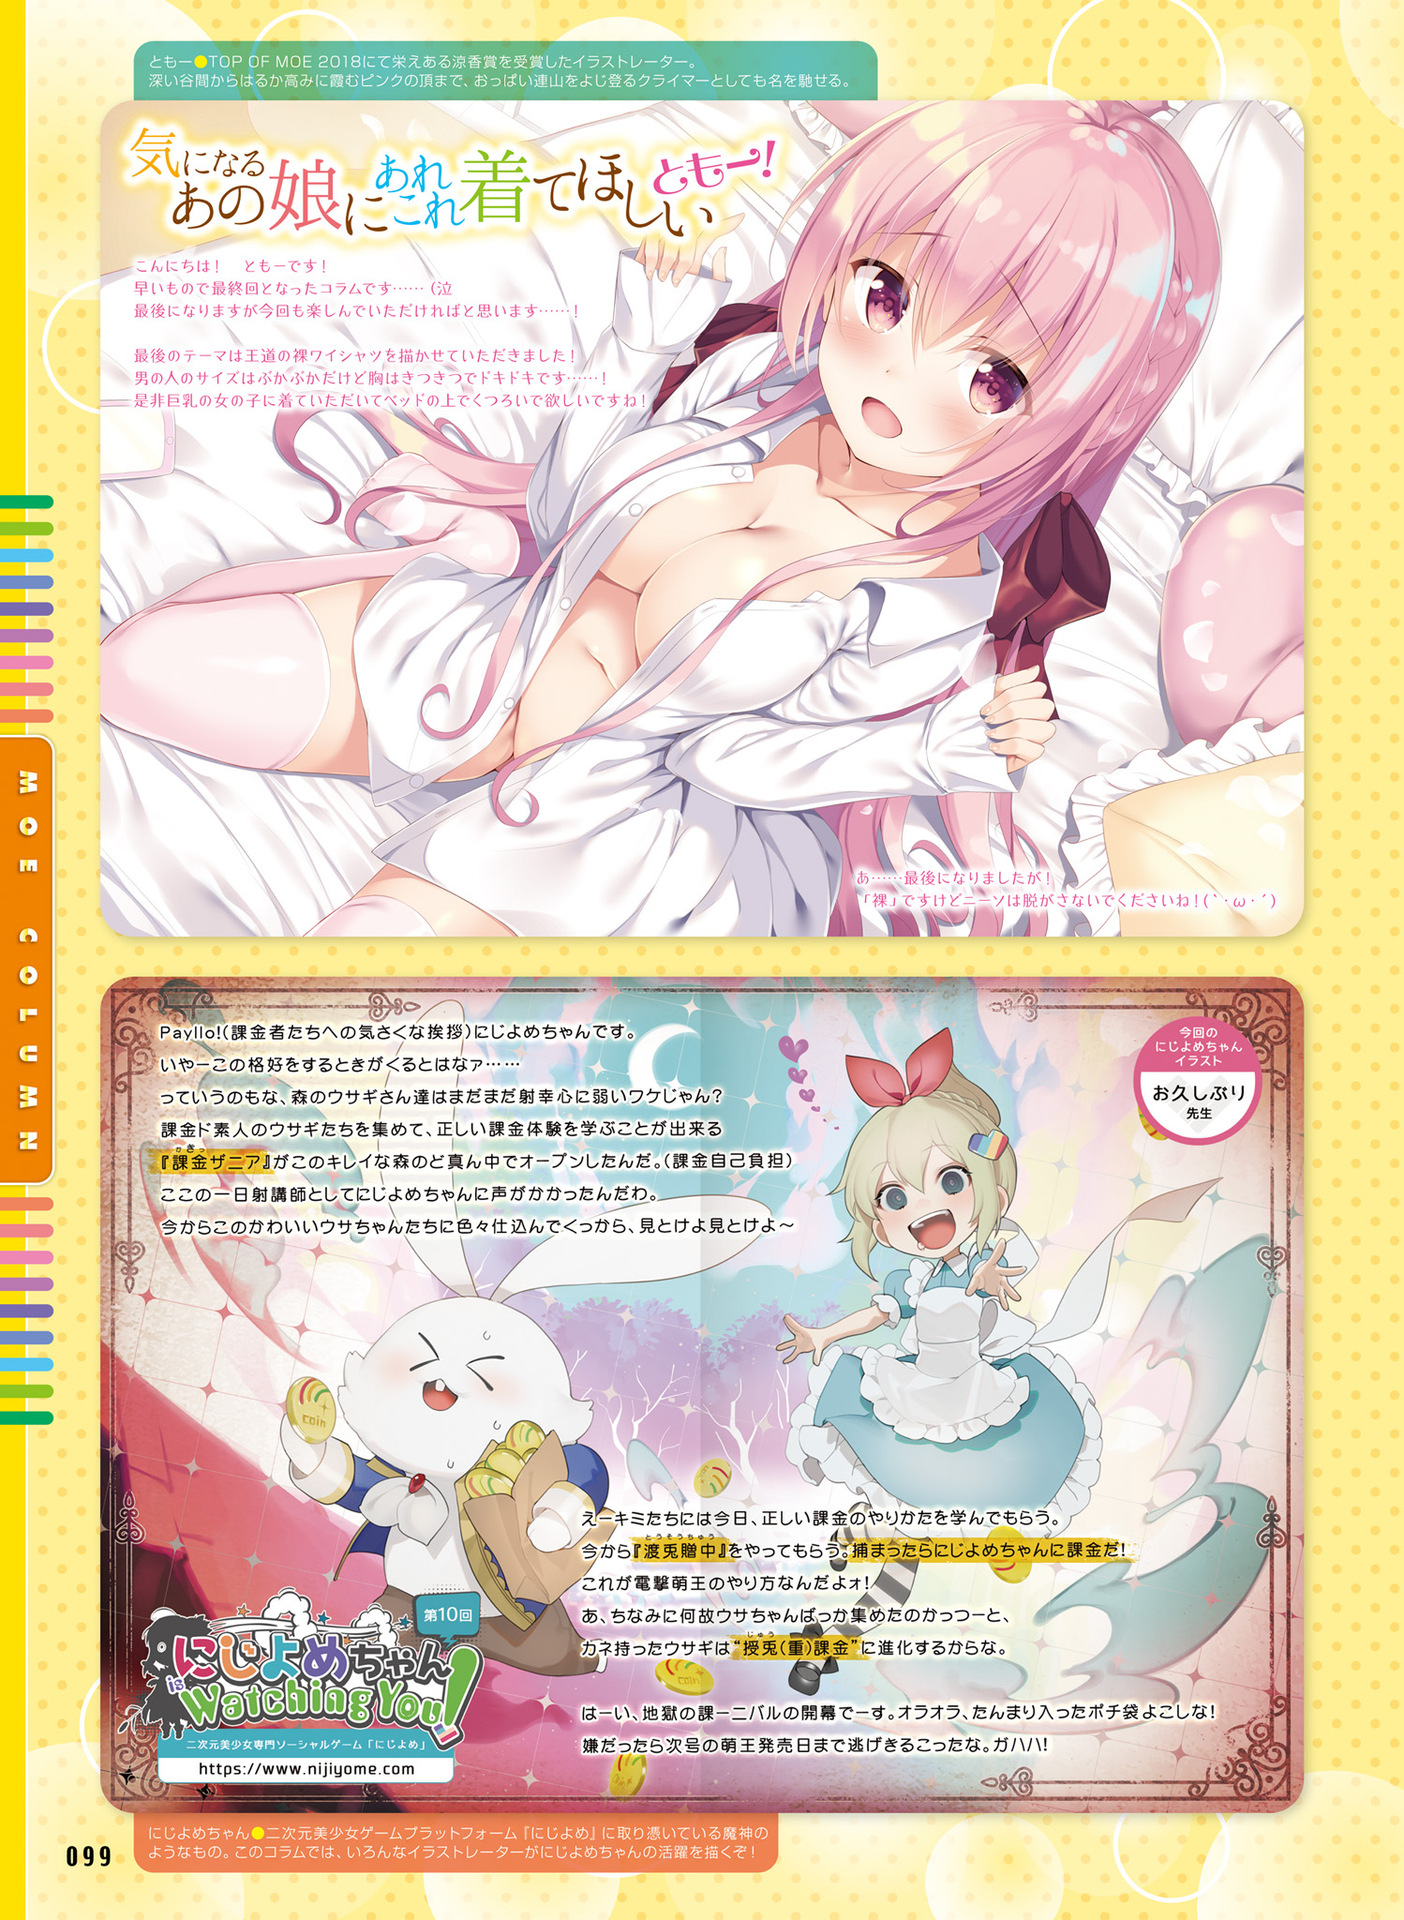 ともー●TOP OF MOE 2018にて栄えある涼香賞を受賞したイラストレーター。
深い谷間からはるか高みに霞むピンクの頂まで、おっぱい連山をよじ登るクライマーとしても名を馳せる。
気になる
あの娘にあれこれ着てほしいともー!
こんにちは!　ともーです!
早いもので最終回となったコラムです……(泣
最後になりますが今回も楽しんでいただければと思います……!
最後のテーマは王道の裸ワイシャツを描かせていただきました!
男の人のサイズはぶかぶかだけど胸はきつきつでドキドキです……!
是非巨乳の女の子に着ていただいてベッドの上でくつろいで欲しいですね!
あ……最後になりましたが!
「裸」ですけどニーソは脱がさないでくださいね!(｀・ω・´)
MOE COLUMN
Payllo!(課金者たちへの気さくな挨拶)にじよめちゃんです。
いやーこの格好をするときがくるとはなァ……
っていうのもな、森のウサギさん達はまだまだ射幸心に弱いワケじゃん?
課金ド素人のウサギたちを集めて、正しい課金体験を学ぶことが出来る
『課金ザニア』がこのキレイな森のど真ん中でオープンしたんだ。(課金自己負担)
ここの一日射講師としてにじよめちゃんに声がかかったんだわ。
今からこのかわいいウサちゃんたちに色々仕込んでくっから、見とけよ見とけよ～
今回の
にじよめちゃん
イラスト
お久しぶり
先生
coin
えーキミたちには今日、正しい課金のやりかたを学んでもらう。
とうそうちゅう
今から『渡兎贈中』をやってもらう。捕まったらにじよめちゃんに課金だ!
これが電撃萌王のやり方なんだよォ!
あ、ちなみに何故ウサちゃんばっか集めたのかっつーと、
じゅう
カネ持ったウサギは“授兎(重)課金”に進化するからな。
coin
はーい、地獄の課ーニバルの開幕でーす。オラオラ、たんまり入ったポチ袋よこしな!
嫌だったら次号の萌王発売日まで逃げきるこったな。ガハハ!
第10回
にじよめちゃん
is
Watching You!
二次元美少女専門ソーシャルゲーム「にじよめ」
https://www.nijiyome.com
にじよめちゃん●二次元美少女ゲームプラットフォーム『にじよめ』に取り憑いている魔神の
ようなもの。このコラムでは、いろんなイラストレーターがにじよめちゃんの活躍を描くぞ!
099